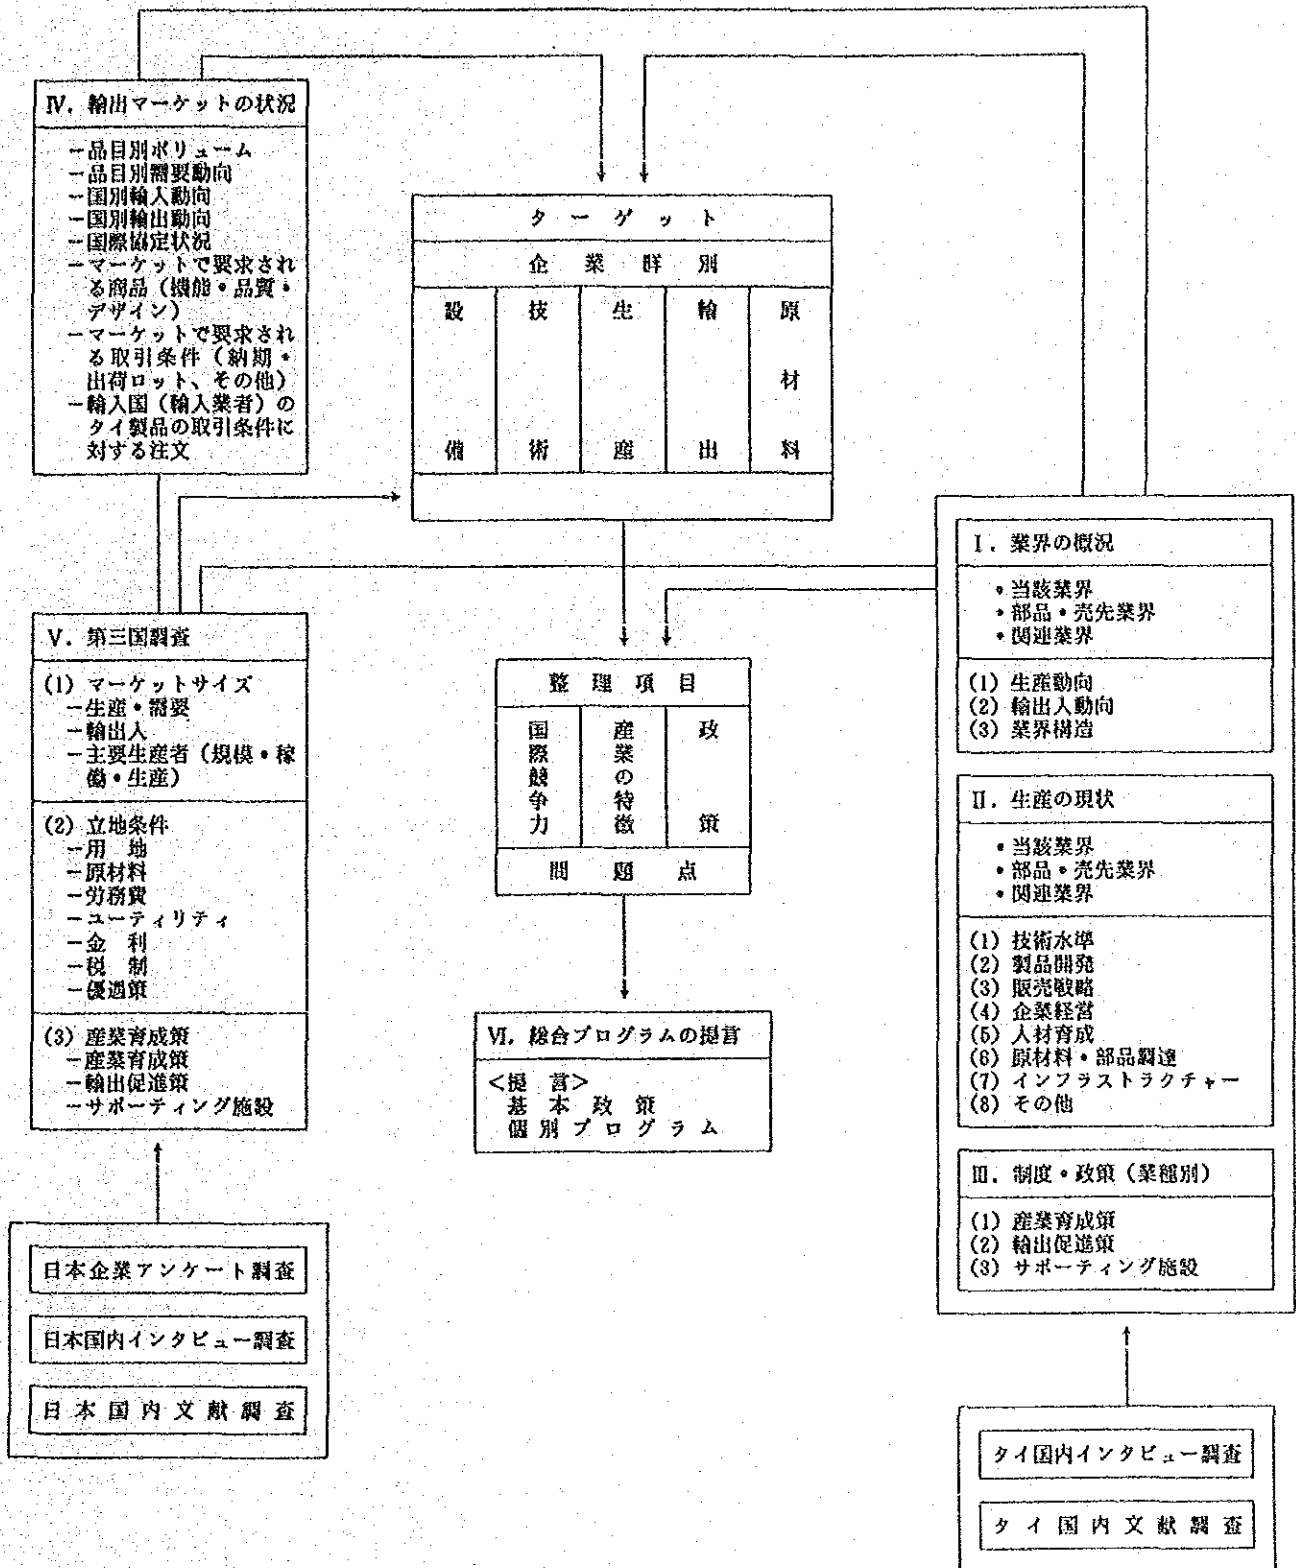 Ⅳ. 輸出マーケットの状況
－品目別ボリューム
－品目別需要動向
－国別輸入動向
－国別輸出動向
－国際協定状況
－マーケットで要求され
る商品（機能・品質・
デザイン）
－マーケットで要求され
る取引条件（納期・
出荷ロット、その他）
－輸入国（輸入業者）の
タイ製品の取引条件に
対する注文
ターゲット
企業群別
設備
技術
生産
輸出
原材料
Ⅴ. 第三国調査
(1) マーケットサイズ
－生産・需要
－輸出入
－主要生産者（規模・稼
働・生産）
(2) 立地条件
－用 地
－原材料
－労務費
－ユーティリティ
－金 利
－税 制
－優遇策
(3) 産業育成策
－産業育成策
－輸出促進策
－サポーティング施設
日本企業アンケート調査
日本国内インタビュー調査
日本国内文献調査
整理項目
国際競争力
産業の特徴
政策
問題点
Ⅵ. 総合プログラムの提言
＜提 言＞
基本政策
個別プログラム
Ⅰ. 業界の概況
・当該業界
・部品・売先業界
・関連業界
(1) 生産動向
(2) 輸出入動向
(3) 業界構造
Ⅱ. 生産の現状
・当該業界
・部品・売先業界
・関連業界
(1) 技術水準
(2) 製品開発
(3) 販売戦略
(4) 企業経営
(5) 人材育成
(6) 原材料・部品調達
(7) インフラストラクチャー
(8) その他
Ⅲ. 制度・政策（業種別）
(1) 産業育成策
(2) 輸出促進策
(3) サポーティング施設
タイ国内インタビュー調査
タイ国内文献調査